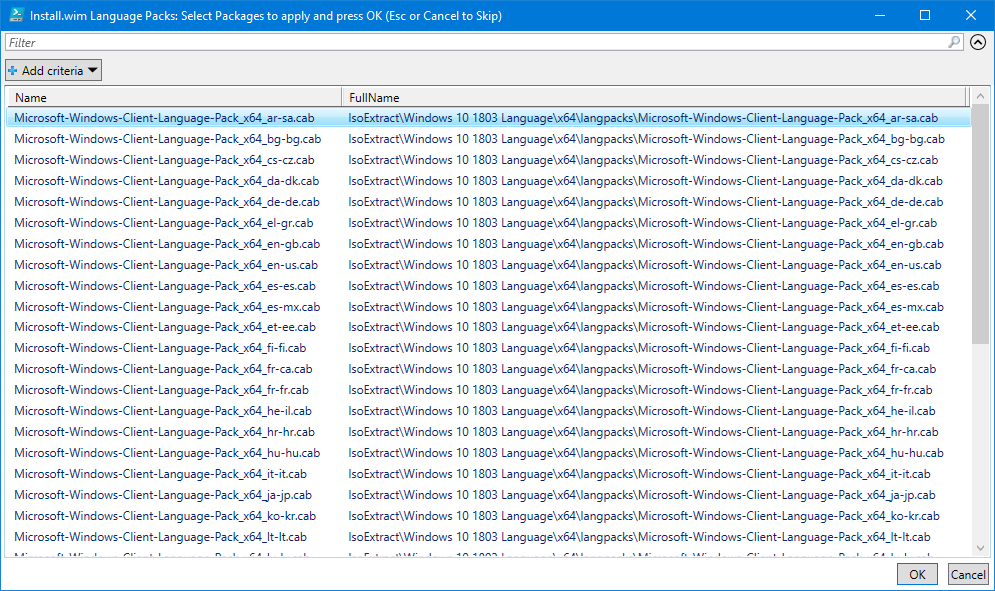 Install.wim Language Packs: Select Packages to apply and press OK (Esc or Cancel to Skip)
Filter
Add criteria
Name FullName
Microsoft-Windows-Client-Language-Pack_x64_ar-sa.cab IsoExtract\Windows 10 1803 Language\x64\langpacks\Microsoft-Windows-Client-Language-Pack_x64_ar-sa.cab
Microsoft-Windows-Client-Language-Pack_x64_bg-bg.cab IsoExtract\Windows 10 1803 Language\x64\langpacks\Microsoft-Windows-Client-Language-Pack_x64_bg-bg.cab
Microsoft-Windows-Client-Language-Pack_x64_cs-cz.cab IsoExtract\Windows 10 1803 Language\x64\langpacks\Microsoft-Windows-Client-Language-Pack_x64_cs-cz.cab
Microsoft-Windows-Client-Language-Pack_x64_da-dk.cab IsoExtract\Windows 10 1803 Language\x64\langpacks\Microsoft-Windows-Client-Language-Pack_x64_da-dk.cab
Microsoft-Windows-Client-Language-Pack_x64_de-de.cab IsoExtract\Windows 10 1803 Language\x64\langpacks\Microsoft-Windows-Client-Language-Pack_x64_de-de.cab
Microsoft-Windows-Client-Language-Pack_x64_el-gr.cab IsoExtract\Windows 10 1803 Language\x64\langpacks\Microsoft-Windows-Client-Language-Pack_x64_el-gr.cab
Microsoft-Windows-Client-Language-Pack_x64_en-gb.cab IsoExtract\Windows 10 1803 Language\x64\langpacks\Microsoft-Windows-Client-Language-Pack_x64_en-gb.cab
Microsoft-Windows-Client-Language-Pack_x64_en-us.cab IsoExtract\Windows 10 1803 Language\x64\langpacks\Microsoft-Windows-Client-Language-Pack_x64_en-us.cab
Microsoft-Windows-Client-Language-Pack_x64_es-es.cab IsoExtract\Windows 10 1803 Language\x64\langpacks\Microsoft-Windows-Client-Language-Pack_x64_es-es.cab
Microsoft-Windows-Client-Language-Pack_x64_es-mx.cab IsoExtract\Windows 10 1803 Language\x64\langpacks\Microsoft-Windows-Client-Language-Pack_x64_es-mx.cab
Microsoft-Windows-Client-Language-Pack_x64_et-ee.cab IsoExtract\Windows 10 1803 Language\x64\langpacks\Microsoft-Windows-Client-Language-Pack_x64_et-ee.cab
Microsoft-Windows-Client-Language-Pack_x64_fi-fi.cab IsoExtract\Windows 10 1803 Language\x64\langpacks\Microsoft-Windows-Client-Language-Pack_x64_fi-fi.cab
Microsoft-Windows-Client-Language-Pack_x64_fr-ca.cab IsoExtract\Windows 10 1803 Language\x64\langpacks\Microsoft-Windows-Client-Language-Pack_x64_fr-ca.cab
Microsoft-Windows-Client-Language-Pack_x64_fr-fr.cab IsoExtract\Windows 10 1803 Language\x64\langpacks\Microsoft-Windows-Client-Language-Pack_x64_fr-fr.cab
Microsoft-Windows-Client-Language-Pack_x64_he-il.cab IsoExtract\Windows 10 1803 Language\x64\langpacks\Microsoft-Windows-Client-Language-Pack_x64_he-il.cab
Microsoft-Windows-Client-Language-Pack_x64_hr-hr.cab IsoExtract\Windows 10 1803 Language\x64\langpacks\Microsoft-Windows-Client-Language-Pack_x64_hr-hr.cab
Microsoft-Windows-Client-Language-Pack_x64_hu-hu.cab IsoExtract\Windows 10 1803 Language\x64\langpacks\Microsoft-Windows-Client-Language-Pack_x64_hu-hu.cab
Microsoft-Windows-Client-Language-Pack_x64_it-it.cab IsoExtract\Windows 10 1803 Language\x64\langpacks\Microsoft-Windows-Client-Language-Pack_x64_it-it.cab
Microsoft-Windows-Client-Language-Pack_x64_ja-jp.cab IsoExtract\Windows 10 1803 Language\x64\langpacks\Microsoft-Windows-Client-Language-Pack_x64_ja-jp.cab
Microsoft-Windows-Client-Language-Pack_x64_ko-kr.cab IsoExtract\Windows 10 1803 Language\x64\langpacks\Microsoft-Windows-Client-Language-Pack_x64_ko-kr.cab
Microsoft-Windows-Client-Language-Pack_x64_lt-lt.cab IsoExtract\Windows 10 1803 Language\x64\langpacks\Microsoft-Windows-Client-Language-Pack_x64_lt-lt.cab
OK Cancel